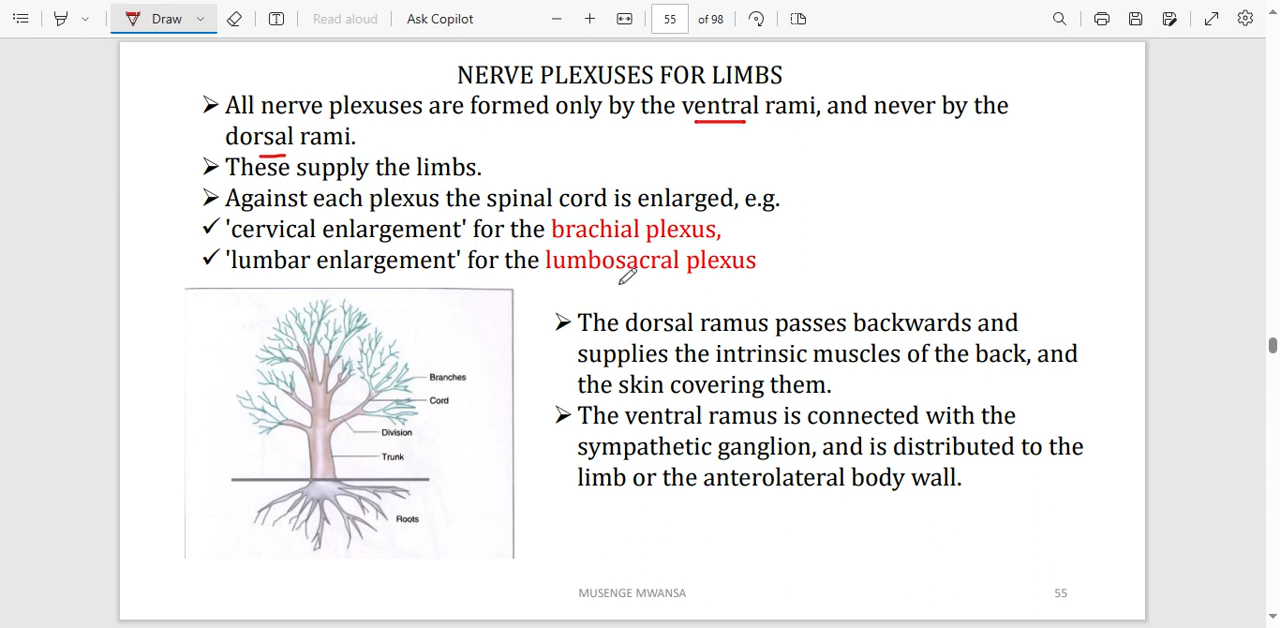 Draw
Read aloud
Ask Copilot
55
of 98
NERVE PLEXUSES FOR LIMBS
➤ All nerve plexuses are formed only by the ventral rami, and never by the
dorsal rami.
➤ These supply the limbs.
➤ Against each plexus the spinal cord is enlarged, e.g.
✓ 'cervical enlargement' for the brachial plexus,
✓ 'lumbar enlargement' for the lumbosacral plexus
Branches
Cord
Division
Trunk
Roots
➤ The dorsal ramus passes backwards and
supplies the intrinsic muscles of the back, and
the skin covering them.
➤ The ventral ramus is connected with the
sympathetic ganglion, and is distributed to the
limb or the anterolateral body wall.
MUSENGE MWANSA
55